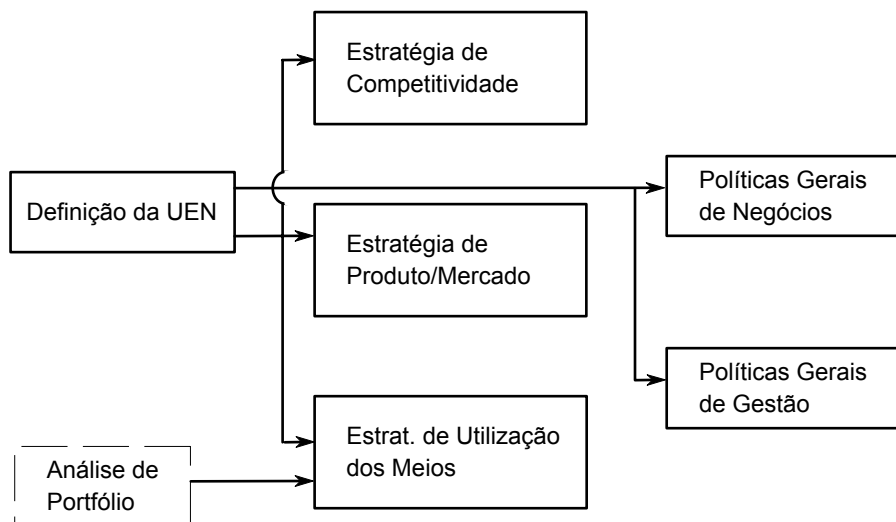 Estratégia de
Competitividade
Políticas Gerais
de Negócios
Definição da UEN
Estratégia de
Produto/Mercado
Políticas Gerais
de Gestão
Estrat. de Utilização
dos Meios
Análise de
Portfólio